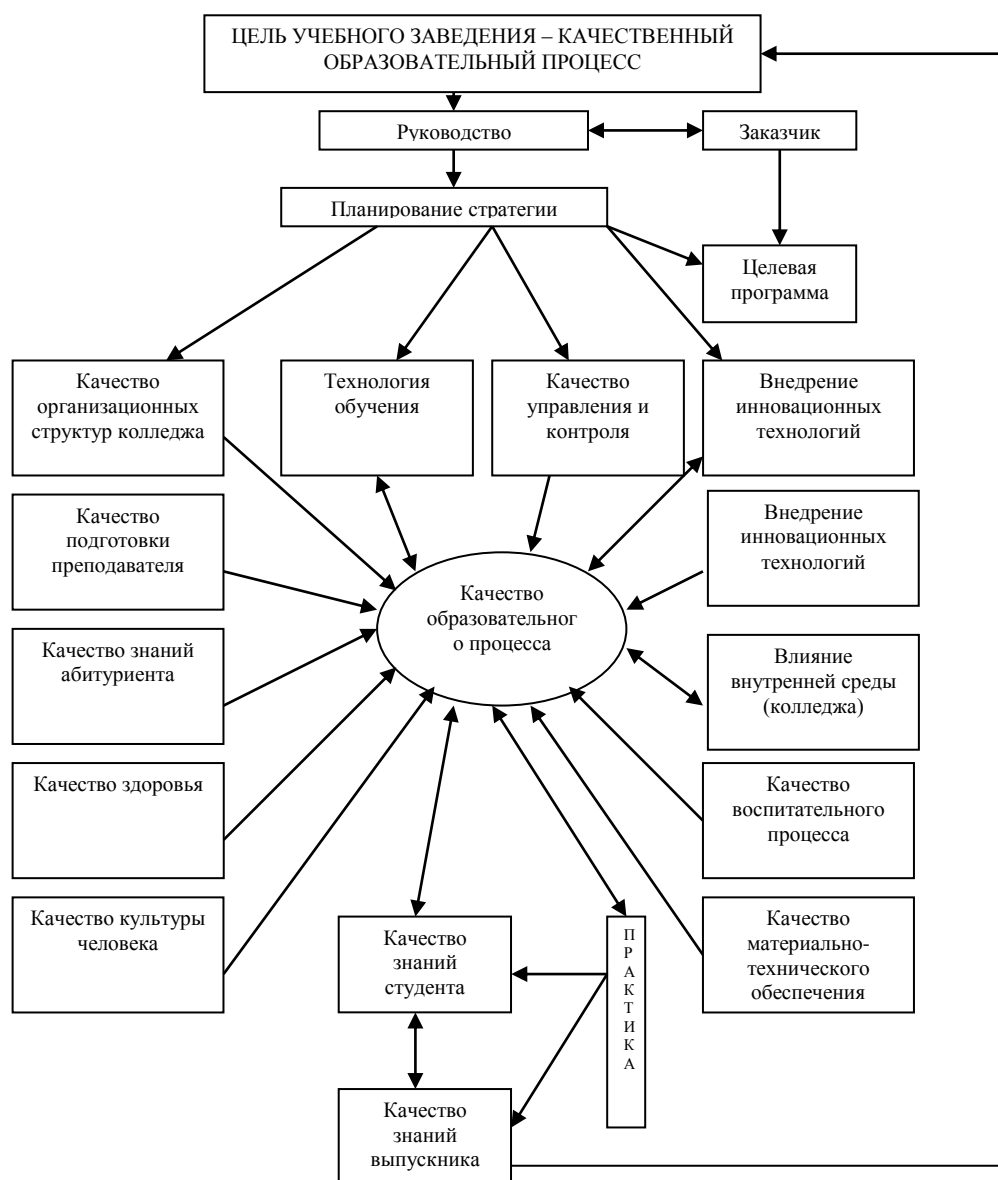 ЦЕЛЬ УЧЕБНОГО ЗАВЕДЕНИЯ – КАЧЕСТВЕННЫЙ
ОБРАЗОВАТЕЛЬНЫЙ ПРОЦЕСС
Руководство
Заказчик
Планирование стратегии
Целевая
программа
Качество
организационных
структур колледжа
Технология
обучения
Качество
управления и
контроля
Внедрение
инновационных
технологий
Качество
подготовки
преподавателя
Внедрение
инновационных
технологий
Качество
образовательног
о процесса
Качество знаний
абитуриента
Влияние
внутренней среды
(колледжа)
Качество здоровья
Качество
воспитательного
процесса
Качество культуры
человека
Качество
знаний
студента
П
Р
А
К
Т
И
К
А
Качество
материально-
технического
обеспечения
Качество
знаний
выпускника